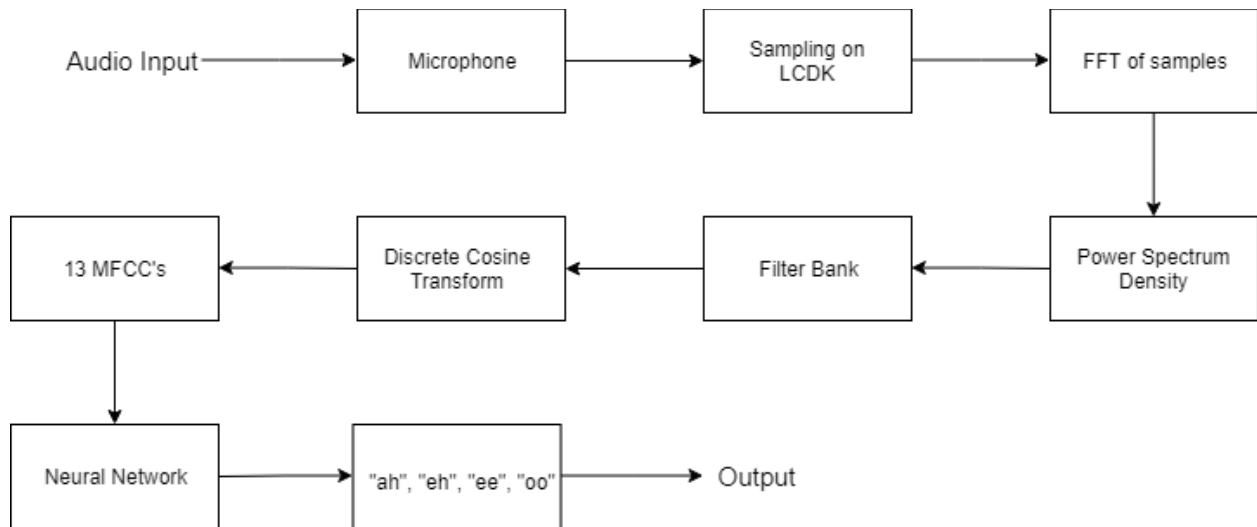 Audio Input
Microphone
Sampling on
LCDK
FFT of samples
Power Spectrum
Density
Filter Bank
Discrete Cosine
Transform
13 MFCC's
Neural Network
"ah", "eh", "ee", "oo"
Output